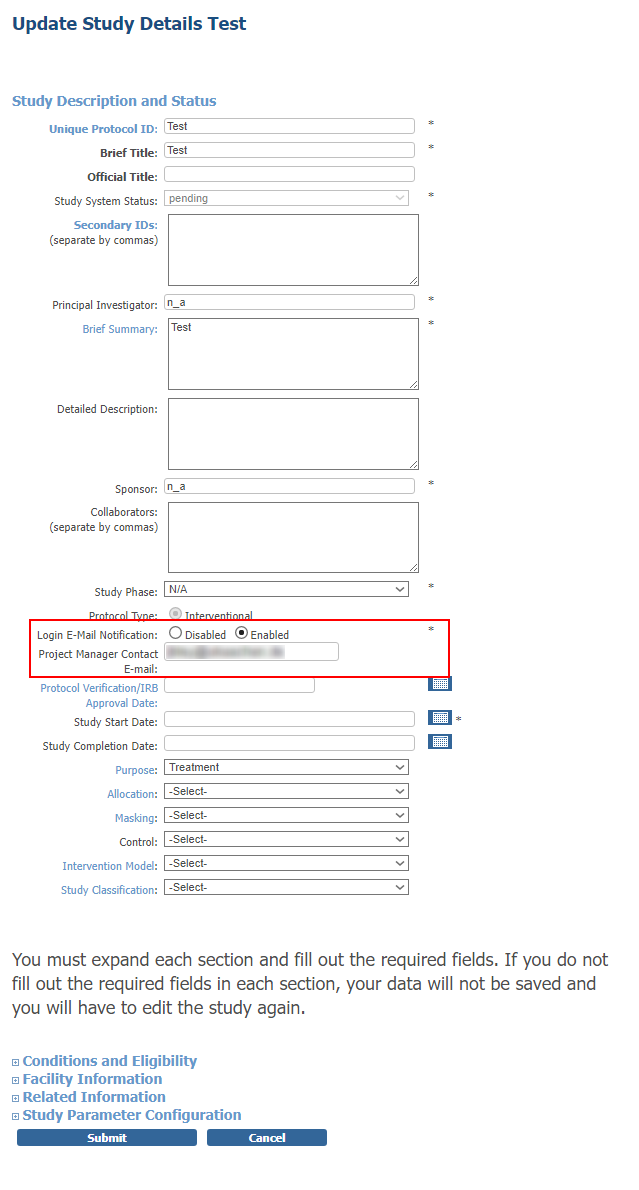 Update Study Details Test
Study Description and Status
Unique Protocol ID: Test *
Brief Title: Test *
Official Title:
Study System Status: pending *
Secondary IDs:
(separate by commas)
Principal Investigator: n_a *
Brief Summary: Test *
Detailed Description:
Sponsor: n_a *
Collaborators:
(separate by commas)
Study Phase: N/A *
Protocol Type: Interventional
Login E-Mail Notification: Disabled Enabled *
Project Manager Contact
E-mail:
Protocol Verification/IRB
Approval Date:
Study Start Date: *
Study Completion Date:
Purpose: Treatment
Allocation: -Select-
Masking: -Select-
Control: -Select-
Intervention Model: -Select-
Study Classification: -Select-
You must expand each section and fill out the required fields. If you do not
fill out the required fields in each section, your data will not be saved and
you will have to edit the study again.
Conditions and Eligibility
Facility Information
Related Information
Study Parameter Configuration
Submit Cancel